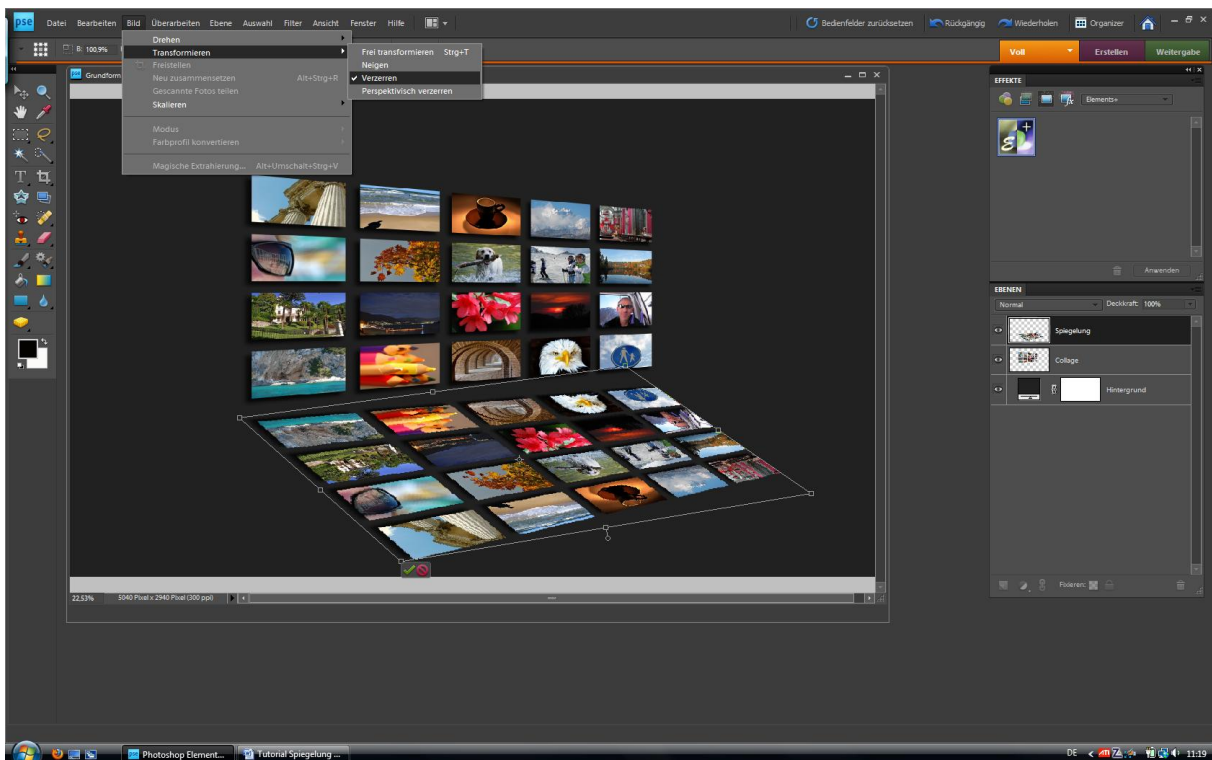 pse Datei Bearbeiten Bild Überarbeiten Ebene Auswahl Filter Ansicht Fenster Hilfe Bedienfelder zurücksetzen Rückgängig Wiederholen Organizer
B: 100,9% Voll Erstellen Weitergabe
Drehen
Transformieren
Freistellen
Neu zusammensetzen Alt+Strg+R
Gescannte Fotos teilen
Skalieren
Modus
Farbprofil konvertieren
Magische Extrahierung... Alt+Umschalt+Strg+V
Frei transformieren Strg+T
Neigen
Verzerren
Perspektivisch verzerren
Grundform
EFFEKTE
Elements+
Anwenden
EBENEN
Normal Deckkraft: 100%
Spiegelung
Collage
Hintergrund
Fixieren:
22,53% 5040 Pixel x 2940 Pixel (300 ppi)
Photoshop Element... Tutorial Spiegelung ... DE 11:19